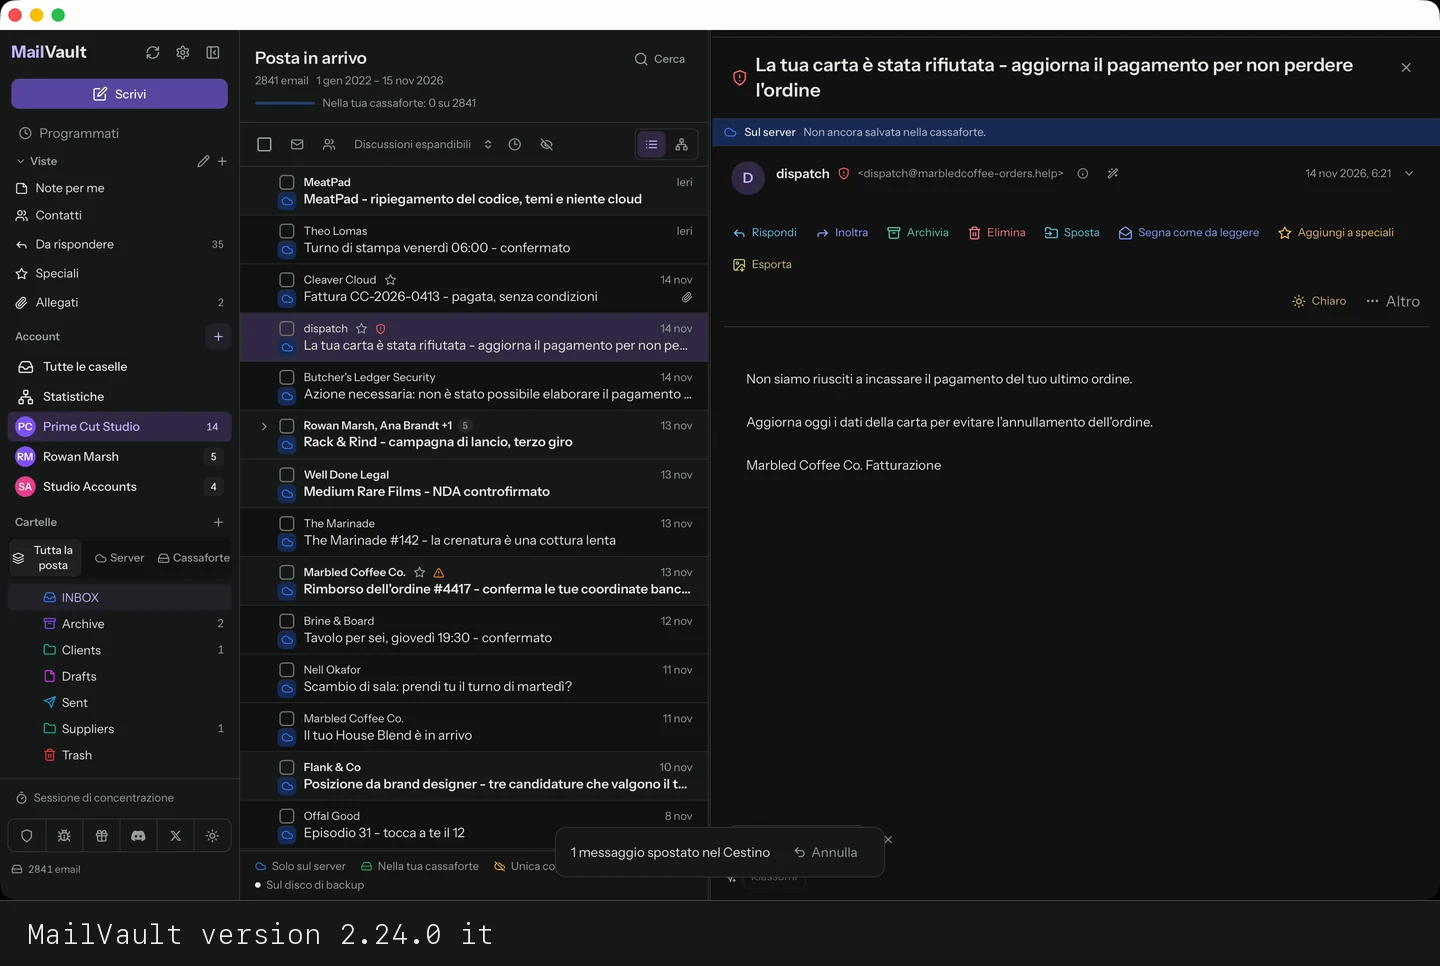 MailVault
Scrivi
Programmati
Viste
Note per me
Contatti
Da rispondere 35
Speciali
Allegati 2
Account
Tutte le caselle
Statistiche
PC Prime Cut Studio 14
RM Rowan Marsh 5
SA Studio Accounts 4
Cartelle
Tutta la posta
Server
Cassaforte
INBOX
Archive 2
Clients 1
Drafts
Sent
Suppliers 1
Trash
Sessione di concentrazione
2841 email
Posta in arrivo
Cerca
2841 email 1 gen 2022 – 15 nov 2026
Nella tua cassaforte: 0 su 2841
Discussioni espandibili
MeatPad Ieri
MeatPad - ripiegamento del codice, temi e niente cloud
Theo Lomas Ieri
Turno di stampa venerdì 06:00 - confermato
Cleaver Cloud 14 nov
Fattura CC-2026-0413 - pagata, senza condizioni
dispatch 14 nov
La tua carta è stata rifiutata - aggiorna il pagamento per non pe...
Butcher's Ledger Security 14 nov
Azione necessaria: non è stato possibile elaborare il pagamento ...
Rowan Marsh, Ana Brandt +1 5 13 nov
Rack & Rind - campagna di lancio, terzo giro
Well Done Legal 13 nov
Medium Rare Films - NDA controfirmato
The Marinade 13 nov
The Marinade #142 - la crenatura è una cottura lenta
Marbled Coffee Co. 13 nov
Rimborso dell'ordine #4417 - conferma le tue coordinate banc...
Brine & Board 12 nov
Tavolo per sei, giovedì 19:30 - confermato
Nell Okafor 11 nov
Scambio di sala: prendi tu il turno di martedì?
Marbled Coffee Co. 11 nov
Il tuo House Blend è in arrivo
Flank & Co 10 nov
Posizione da brand designer - tre candidature che valgono il t...
Offal Good 8 nov
Episodio 31 - tocca a te il 12
Solo sul server Nella tua cassaforte Unica co
Sul disco di backup
La tua carta è stata rifiutata - aggiorna il pagamento per non perdere
l'ordine
Sul server Non ancora salvata nella cassaforte.
D dispatch <dispatch@marbledcoffee-orders.help> 14 nov 2026, 6:21
Rispondi Inoltra Archivia Elimina Sposta Segna come da leggere Aggiungi a speciali
Esporta
Chiaro Altro
Non siamo riusciti a incassare il pagamento del tuo ultimo ordine.
Aggiorna oggi i dati della carta per evitare l'annullamento dell'ordine.
Marbled Coffee Co. Fatturazione
1 messaggio spostato nel Cestino Annulla
MailVault version 2.24.0 it